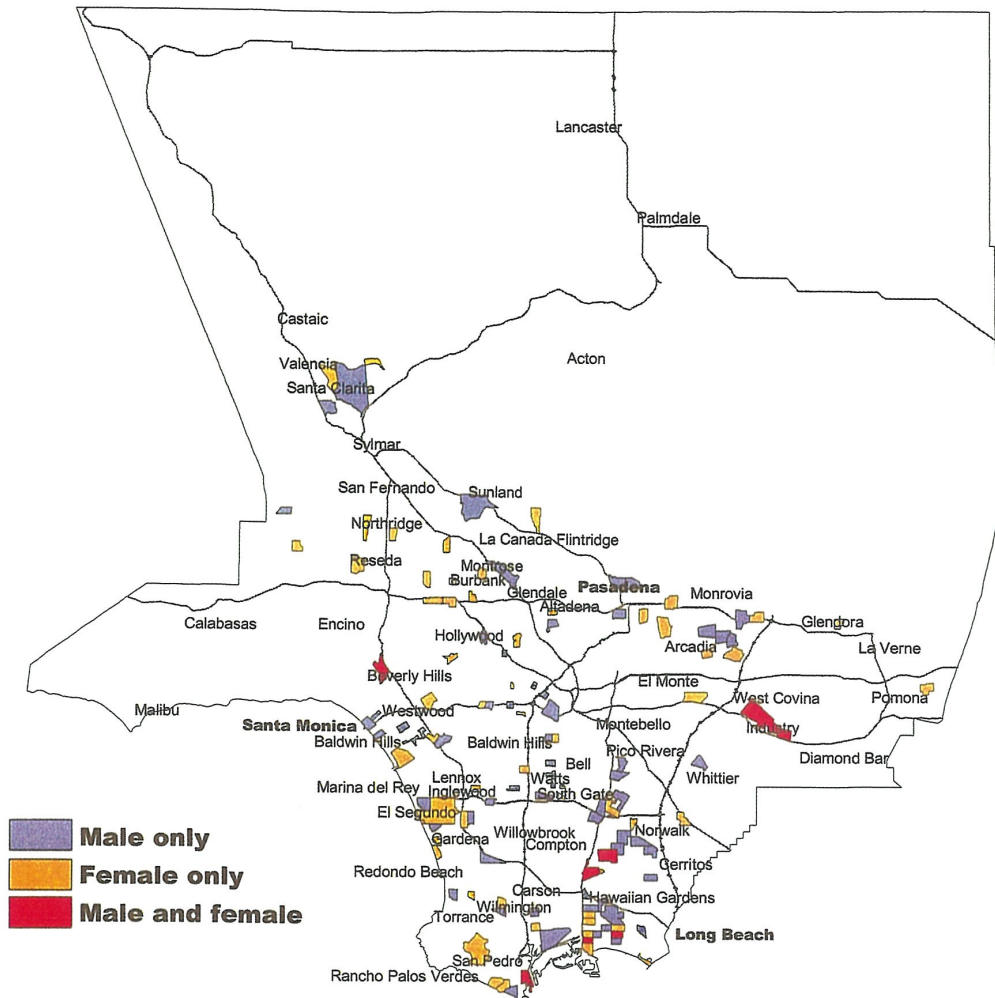 Lancaster
Palmdale
Castaic
Acton
Valencia
Santa Clarita
Sylmar
San Fernando
Sunland
Northridge
La Canada Flintridge
Reseda
Montrose
Burbank
Pasadena
Glendale
Monrovia
Altadena
Calabasas
Encino
Hollywood
Glendora
Arcadia
La Verne
Beverly Hills
El Monte
West Covina
Pomona
Malibu
Westwood
Santa Monica
Montebello
Industry
Baldwin Hills
Baldwin Hills
Pico Rivera
Diamond Bar
Bell
Whittier
Lennox
Watts
Marina del Rey
Inglewood
South Gate
El Segundo
Willowbrook
Norwalk
Gardena
Compton
Cerritos
Redondo Beach
Carson
Hawaiian Gardens
Wilmington
Torrance
Long Beach
San Pedro
Rancho Palos Verdes
Male only
Female only
Male and female